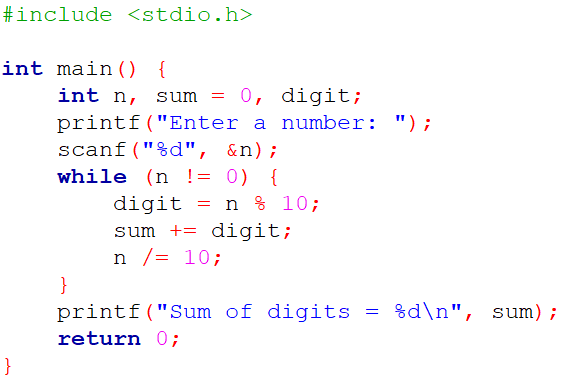 #include <stdio.h>

int main() {
    int n, sum = 0, digit;
    printf("Enter a number: ");
    scanf("%d", &n);
    while (n != 0) {
        digit = n % 10;
        sum += digit;
        n /= 10;
    }
    printf("Sum of digits = %d\n", sum);
    return 0;
}